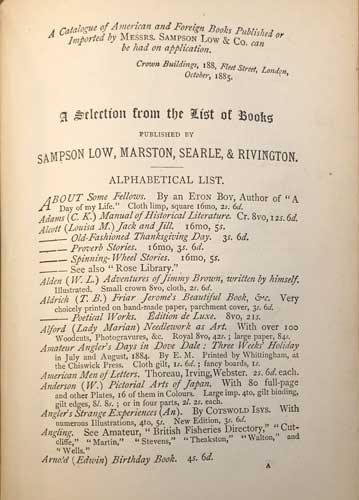 A Catalogue of American and Foreign Books Published or
Imported by MESSRS. SAMPSON LOW & CO. can
be had on application.
Crown Buildings, 188, Fleet Street, London,
October, 1885.
A Selection from the List of Books
PUBLISHED BY
SAMPSON LOW, MARSTON, SEARLE, & RIVINGTON.
ALPHABETICAL LIST.
ABOUT Some Fellows. By an ETON BOY, Author of "A
Day of my Life." Cloth limp, square 16mo, 2s. 6d.
Adams (C. K.) Manual of Historical Literature. Cr. 8vo, 12s. 6d.
Alcott (Louisa M.) Jack and Jill. 16mo, 5s.
—— Old-Fashioned Thanksgiving Day. 3s. 6d.
—— Proverb Stories. 16mo, 3s. 6d.
—— Spinning-Wheel Stories. 16mo, 5s.
—— See also "Rose Library."
Alden (W. L.) Adventures of Jimmy Brown, written by himself.
Illustrated. Small crown 8vo, cloth, 2s. 6d.
Aldrich (T. B.) Friar Jerome's Beautiful Book, &c. Very
choicely printed on hand-made paper, parchment cover, 3s. 6d.
—— Poetical Works. Édition de Luxe. 8vo, 21s.
Alford (Lady Marian) Needlework as Art. With over 100
Woodcuts, Photogravures, &c. Royal 8vo, 42s.; large paper, 84s.
Amateur Angler's Days in Dove Dale: Three Weeks' Holiday
in July and August, 1884. By E. M. Printed by Whittingham, at
the Chiswick Press. Cloth gilt, 1s. 6d.; fancy boards, 1s.
American Men of Letters. Thoreau, Irving, Webster. 2s. 6d. each.
Anderson (W.) Pictorial Arts of Japan. With 80 full-page
and other Plates, 16 of them in Colours. Large imp. 4to, gilt binding,
gilt edges, 8l. 8s.; or in four parts, 2l. 2s. each.
Angler's Strange Experiences (An). By COTSWOLD ISYS. With
numerous Illustrations, 4to, 5s. New Edition, 3s. 6d.
Angling. See Amateur, "British Fisheries Directory," "Cut-
cliffe," "Martin," "Stevens," "Theakston," "Walton," and
"Wells."
Arnold (Edwin) Birthday Book. 4s. 6d.
A